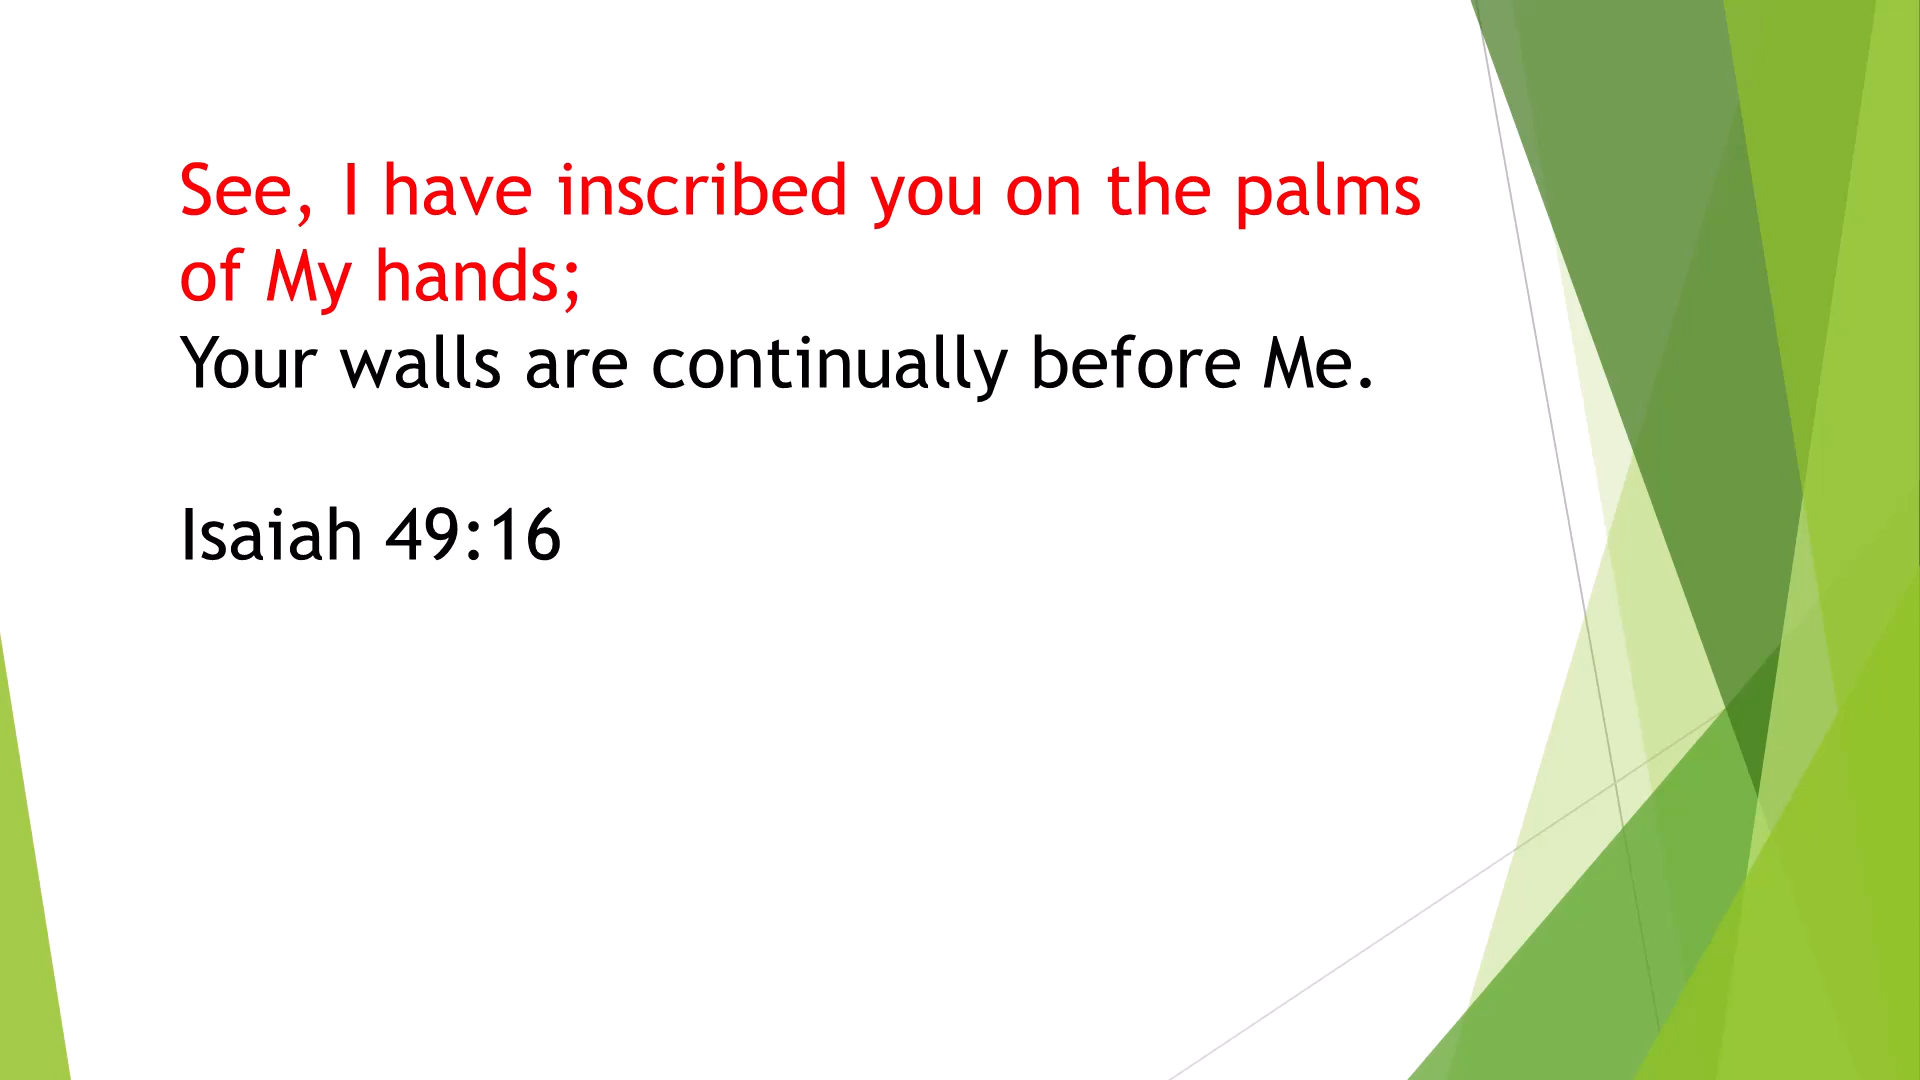 See, I have inscribed you on the palms
of My hands;
Your walls are continually before Me.
Isaiah 49:16